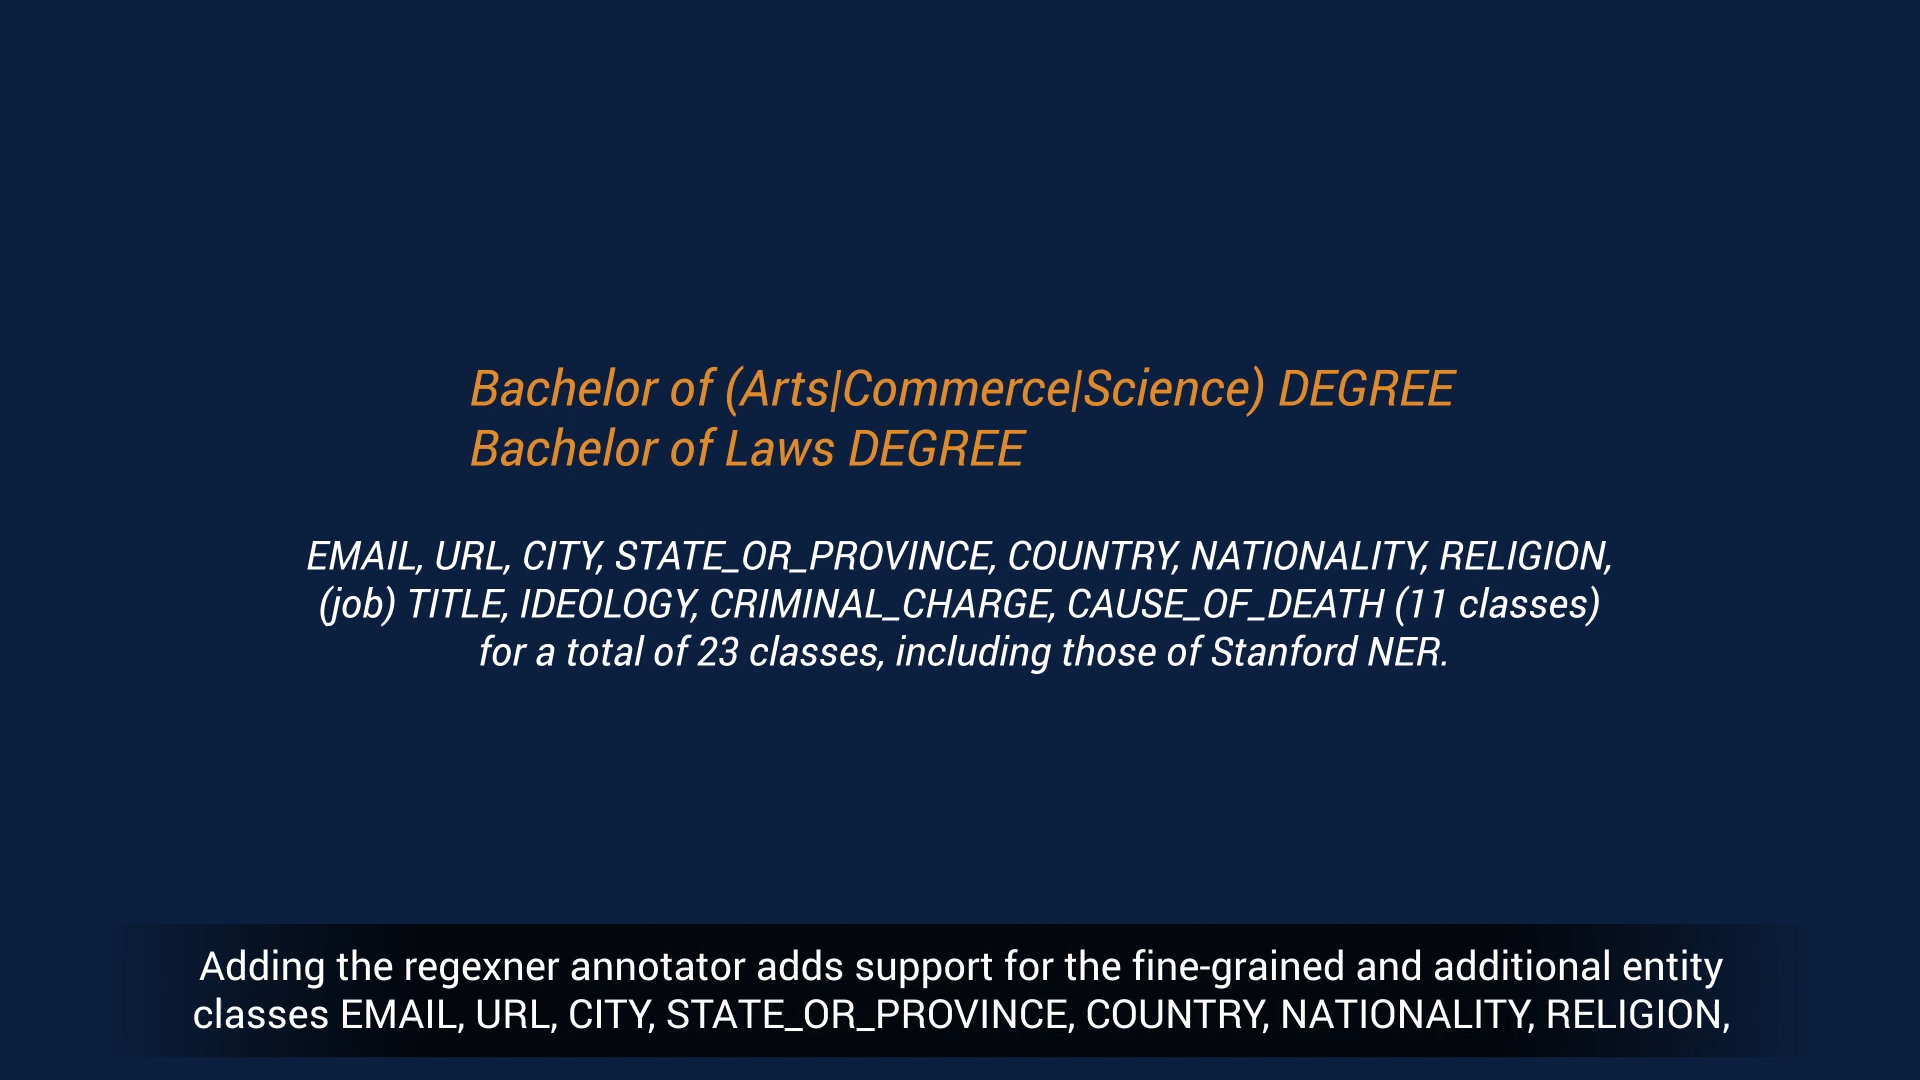 Bachelor of (Arts|Commerce|Science) DEGREE
Bachelor of Laws DEGREE
EMAIL, URL, CITY, STATE_OR_PROVINCE, COUNTRY, NATIONALITY, RELIGION,
(job) TITLE, IDEOLOGY, CRIMINAL_CHARGE, CAUSE_OF_DEATH (11 classes)
for a total of 23 classes, including those of Stanford NER.
Adding the regexner annotator adds support for the fine-grained and additional entity
classes EMAIL, URL, CITY, STATE_OR_PROVINCE, COUNTRY, NATIONALITY, RELIGION,